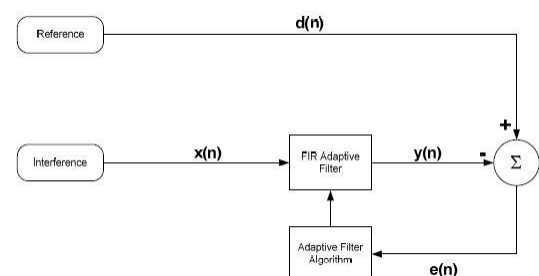 d(n)
Reference
+
Interference
x(n)
FIR Adaptive
Filter
y(n)
-
Σ
Adaptive Filter
Algorithm
e(n)